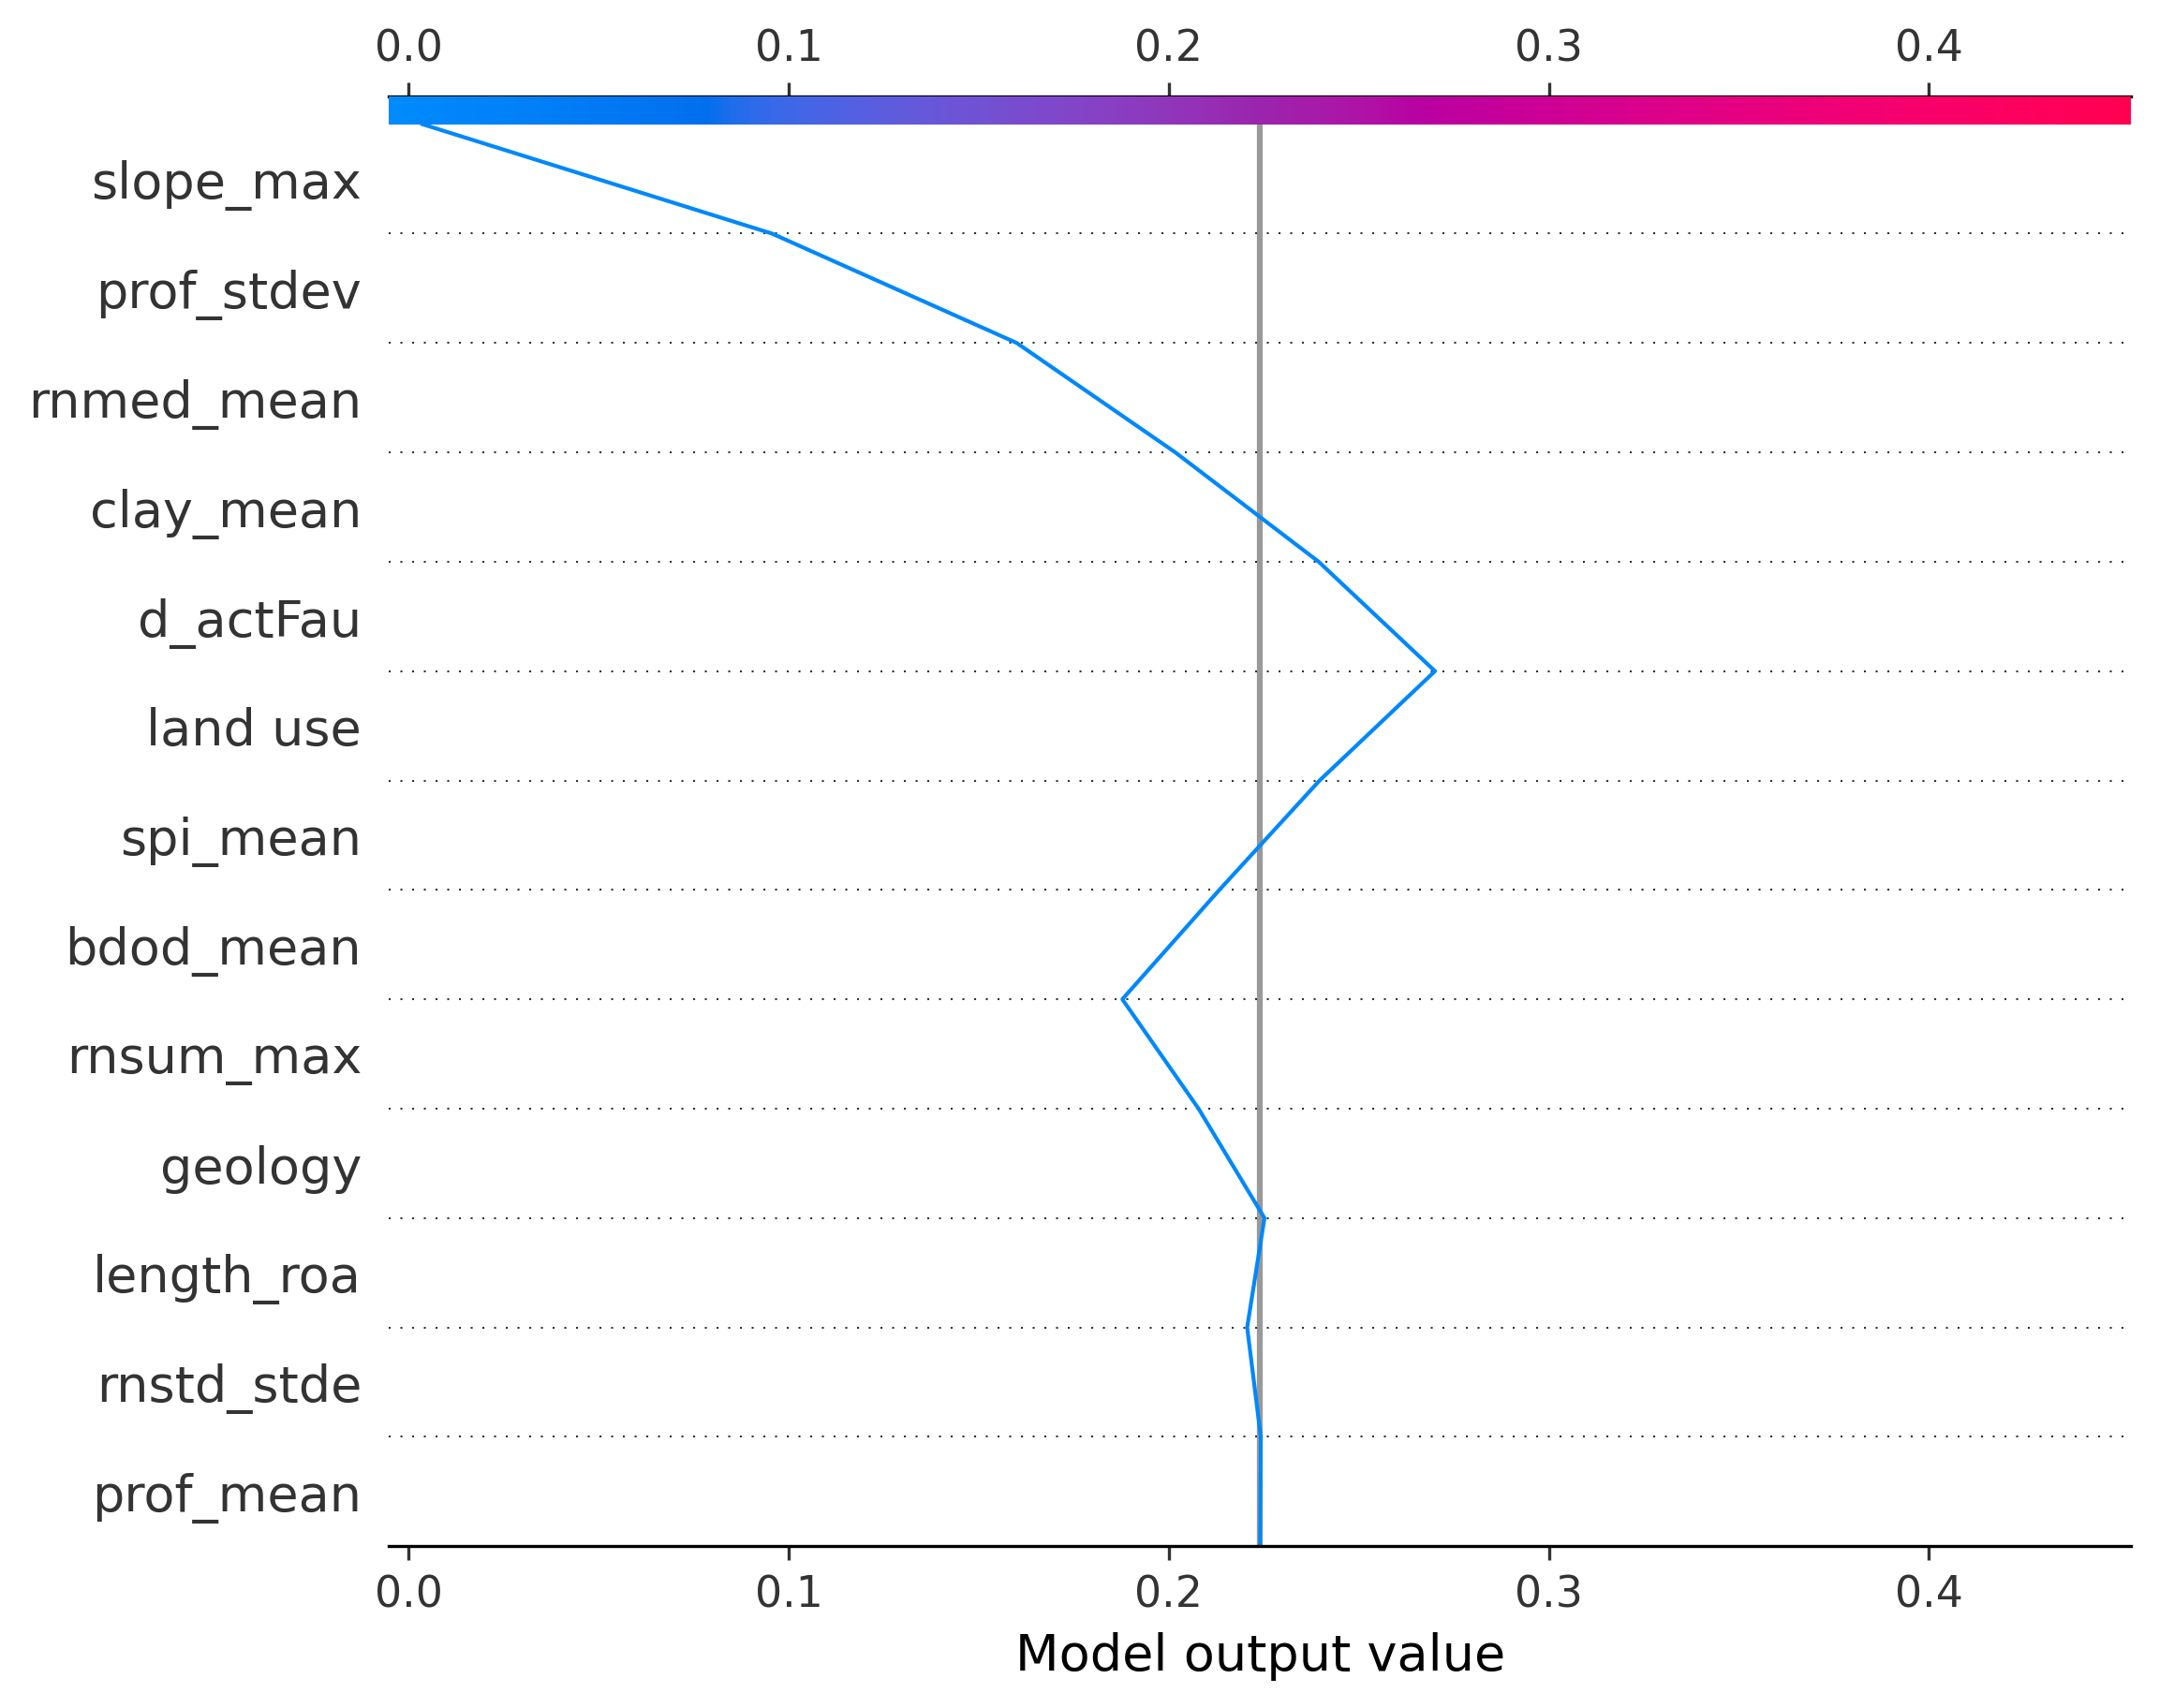 0.0 0.1 0.2 0.3 0.4
slope_max
prof_stdev
rnmed_mean
clay_mean
d_actFau
land use
spi_mean
bdod_mean
rnsum_max
geology
length_roa
rnstd_stde
prof_mean
0.0 0.1 0.2 0.3 0.4
Model output value